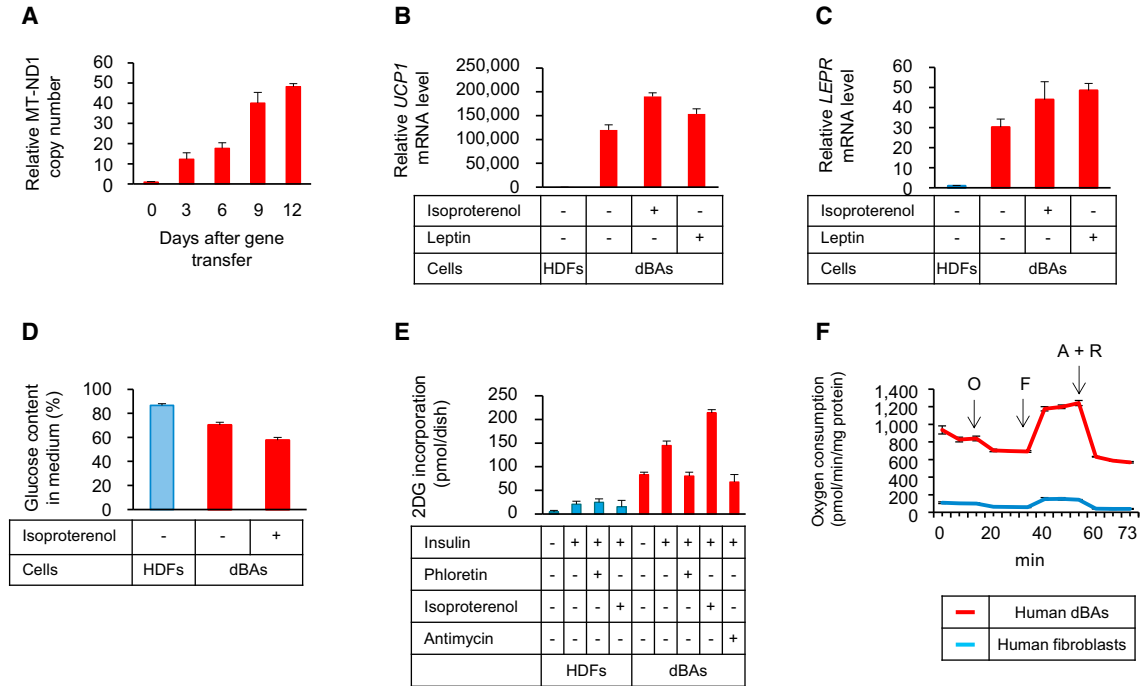 A
Relative MT-ND1
copy number
60
50
40
30
20
10
0
0 3 6 9 12
Days after gene
transfer
B
Relative UCP1
mRNA level
250,000
200,000
150,000
100,000
50,000
0
Isoproterenol - - + -
Leptin - - - +
Cells HDFs dBAs
C
Relative LEPR
mRNA level
60
50
40
30
20
10
0
Isoproterenol - - + -
Leptin - - - +
Cells HDFs dBAs
D
Glucose content
in medium (%)
100
80
60
40
20
0
Isoproterenol - - +
Cells HDFs dBAs
E
2DG incorporation
(pmol/dish)
250
200
150
100
50
0
Insulin - + + + - + + + +
Phloretin - - + - - - + - -
Isoproterenol - - - + - - - + -
Antimycin - - - - - - - - +
HDFs dBAs
F
A + R
O F
Oxygen consumption
(pmol/min/mg protein)
1,400
1,200
1,000
800
600
400
200
0
0 20 40 60 73
min
Human dBAs
Human fibroblasts